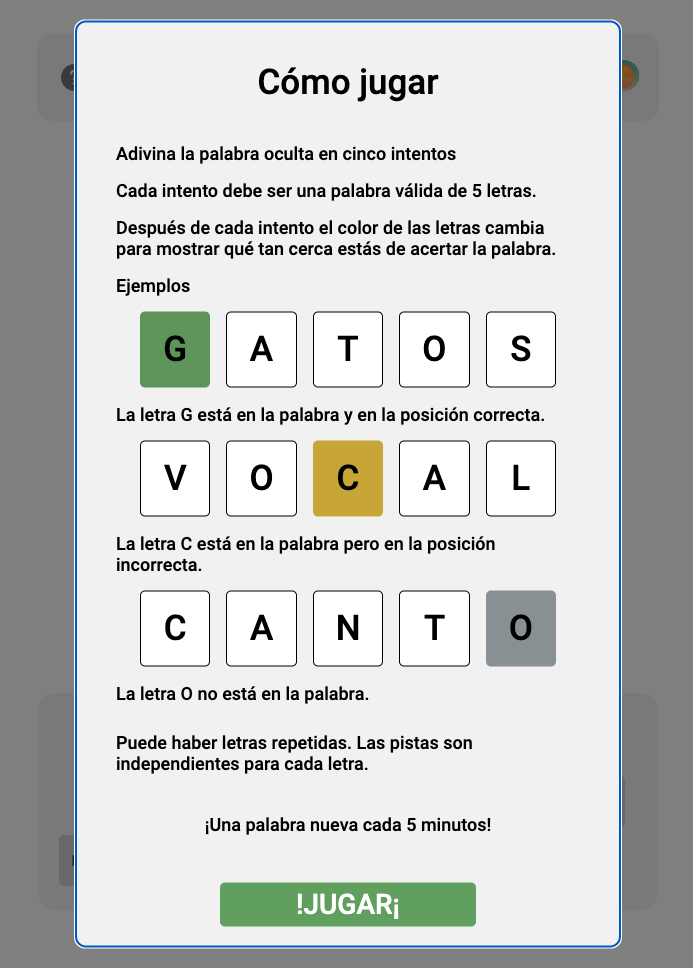 Cómo jugar
Adivina la palabra oculta en cinco intentos
Cada intento debe ser una palabra válida de 5 letras.
Después de cada intento el color de las letras cambia
para mostrar qué tan cerca estás de acertar la palabra.
Ejemplos
G A T O S
La letra G está en la palabra y en la posición correcta.
V O C A L
La letra C está en la palabra pero en la posición
incorrecta.
C A N T O
La letra O no está en la palabra.
Puede haber letras repetidas. Las pistas son
independientes para cada letra.
¡Una palabra nueva cada 5 minutos!
!JUGAR¡